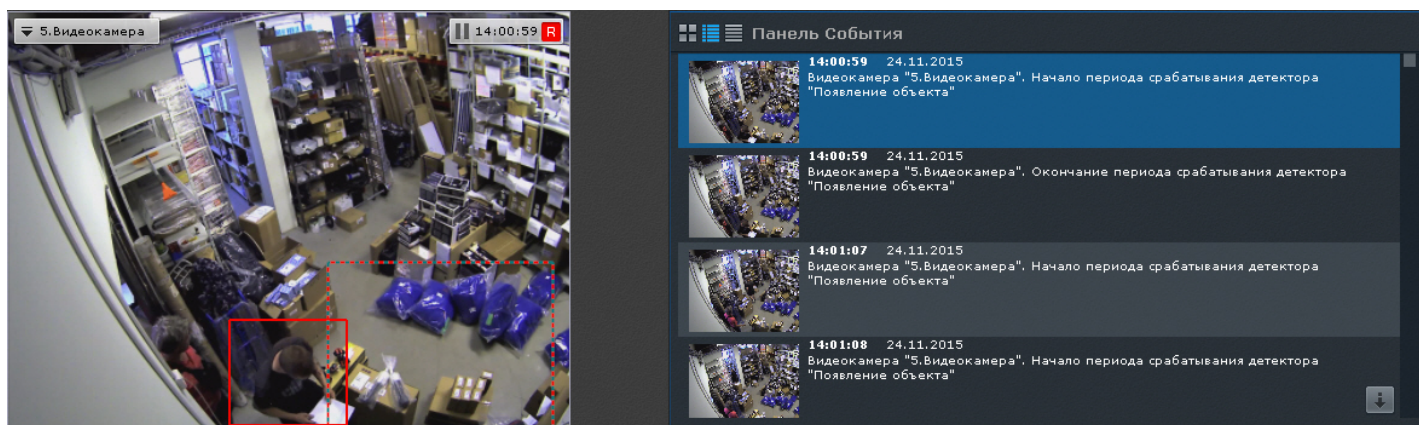 5.Видеокамера
14:00:59 R
Панель События
14:00:59 24.11.2015
Видеокамера "5.Видеокамера". Начало периода срабатывания детектора
"Появление объекта"
14:00:59 24.11.2015
Видеокамера "5.Видеокамера". Окончание периода срабатывания детектора
"Появление объекта"
14:01:07 24.11.2015
Видеокамера "5.Видеокамера". Начало периода срабатывания детектора
"Появление объекта"
14:01:08 24.11.2015
Видеокамера "5.Видеокамера". Начало периода срабатывания детектора
"Появление объекта"